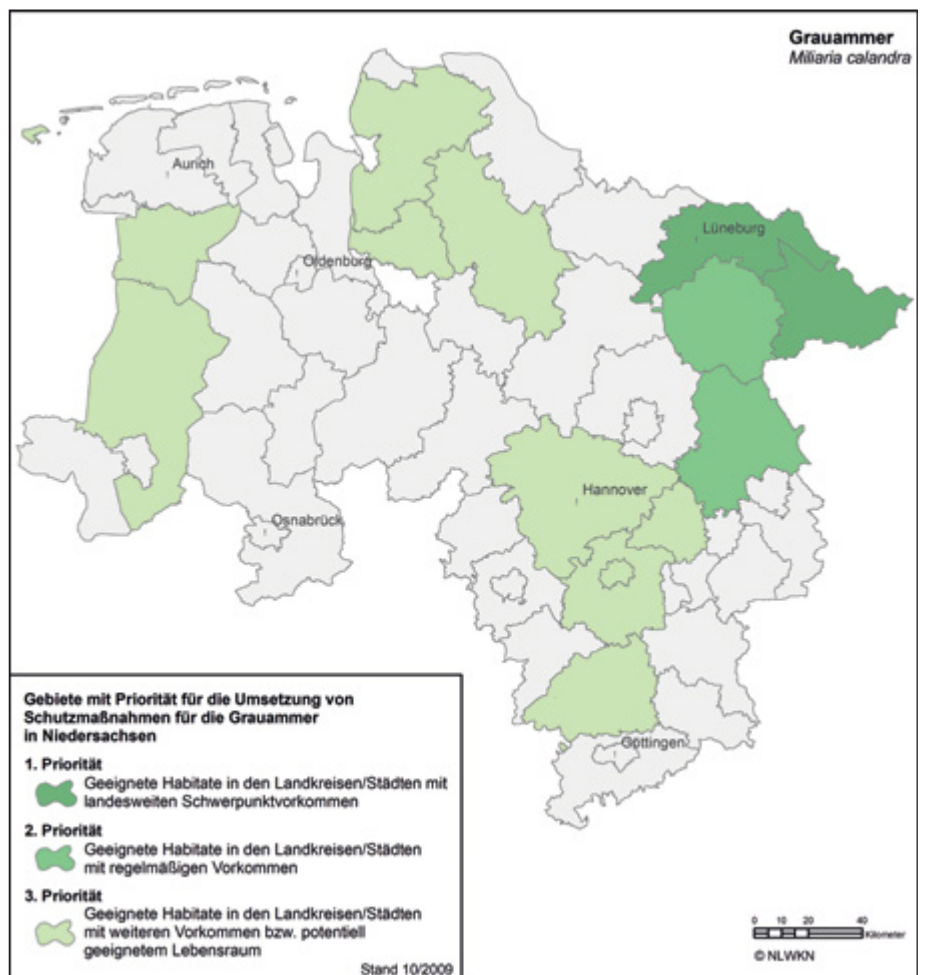 Grauammer
Miliaria calandra
Aurich
Lüneburg
Oldenburg
Hannover
Osnabrück
Göttingen
Gebiete mit Priorität für die Umsetzung von
Schutzmaßnahmen für die Grauammer
in Niedersachsen
1. Priorität
Geeignete Habitate in den Landkreisen/Städten mit
landesweiten Schwerpunktvorkommen
2. Priorität
Geeignete Habitate in den Landkreisen/Städten
mit regelmäßigen Vorkommen
3. Priorität
Geeignete Habitate in den Landkreisen/Städten
mit weiteren Vorkommen bzw. potentiell
geeignetem Lebensraum
Stand 10/2009
0 10 20 40
Kilometer
© NLWKN